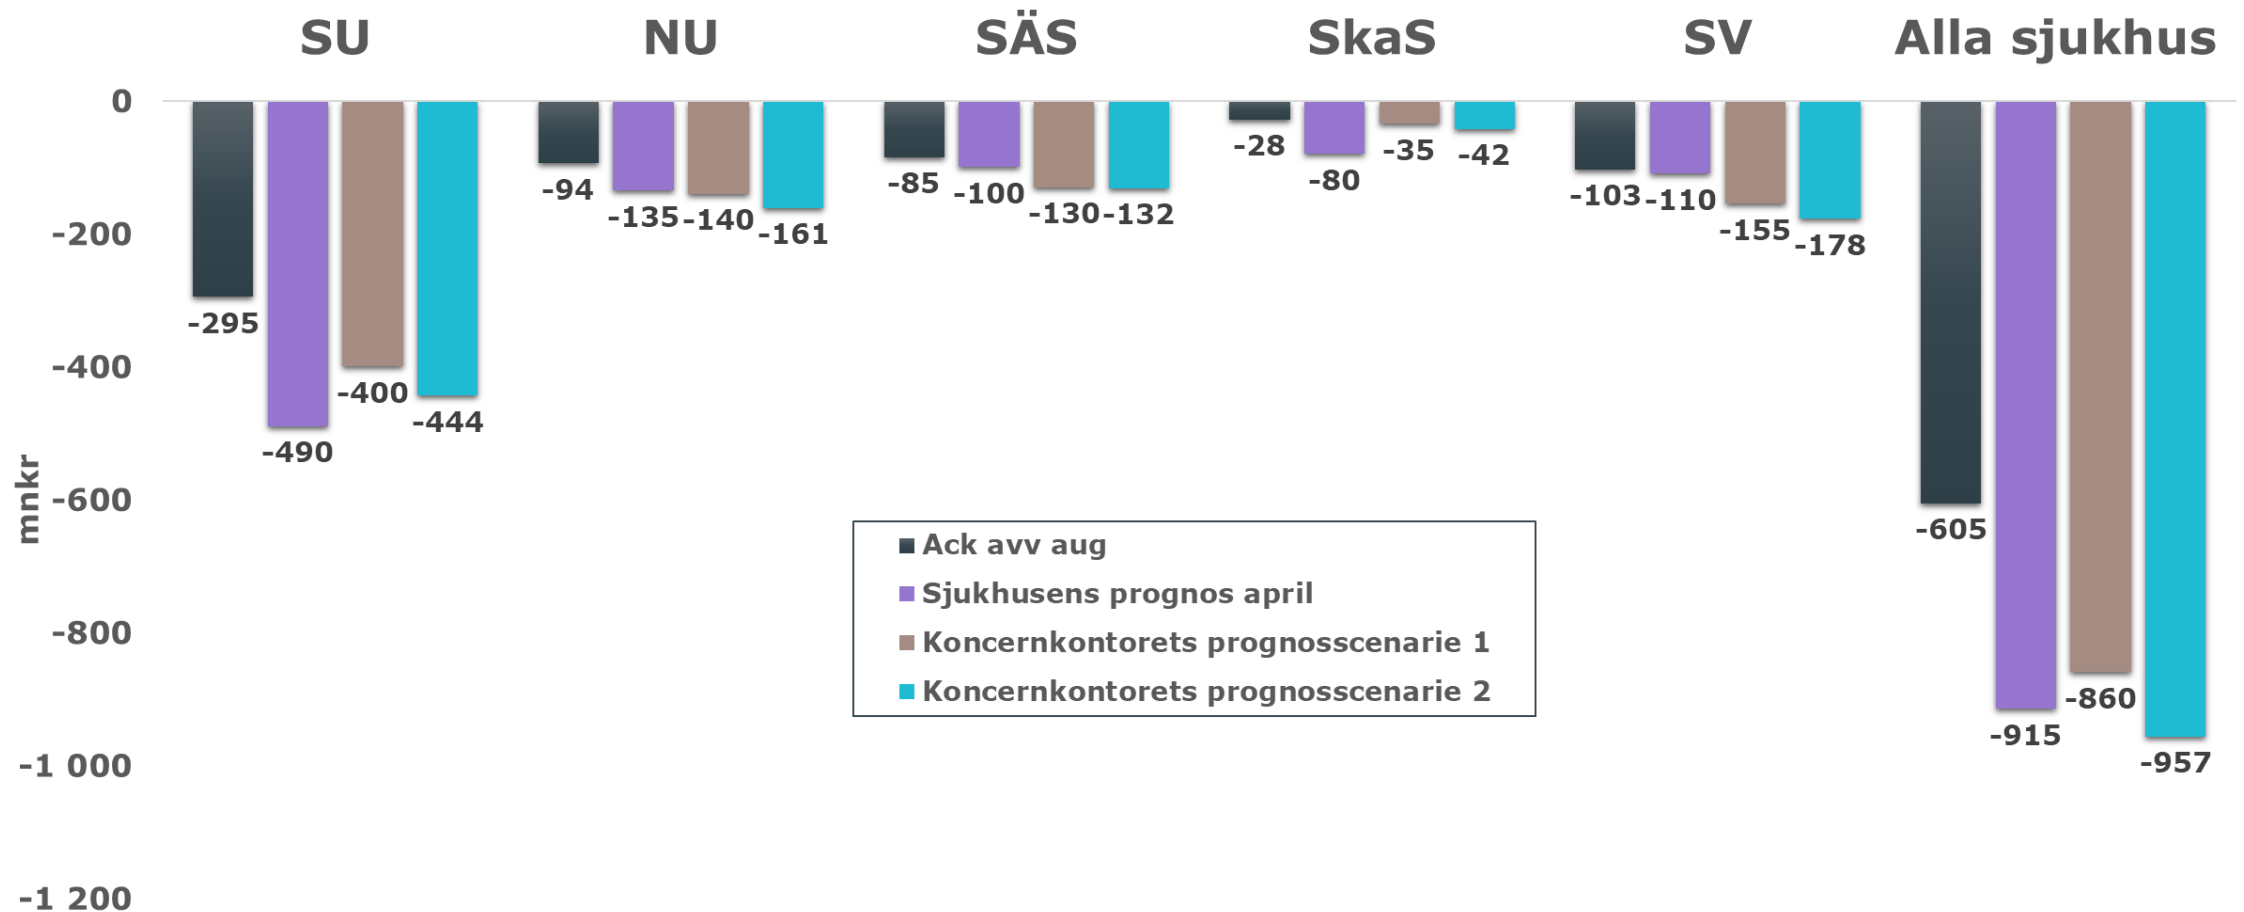 SU NU SÄS SkaS SV Alla sjukhus
0
-200
-400
-600
-800
-1 000
-1 200
mnkr
-295 -490 -400 -444
-94 -135 -140 -161
-85 -100 -130 -132
-28 -80 -35 -42
-103 -110 -155 -178
-605 -915 -860 -957
Ack avv aug
Sjukhusens prognos april
Koncernkontorets prognosscenarie 1
Koncernkontorets prognosscenarie 2